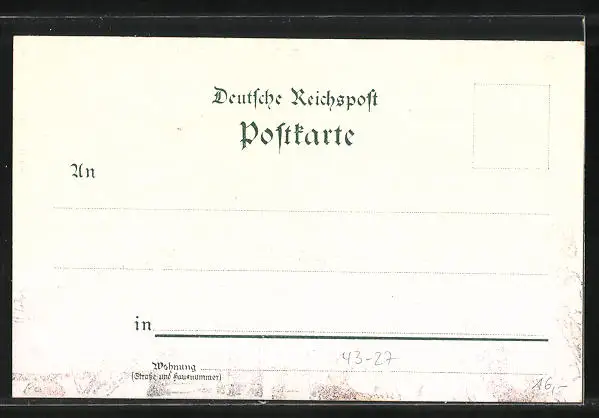 Deutsche Reichspost
Postkarte
An
in
Wohnung
(Straße und Hausnummer)
43-27
16,-